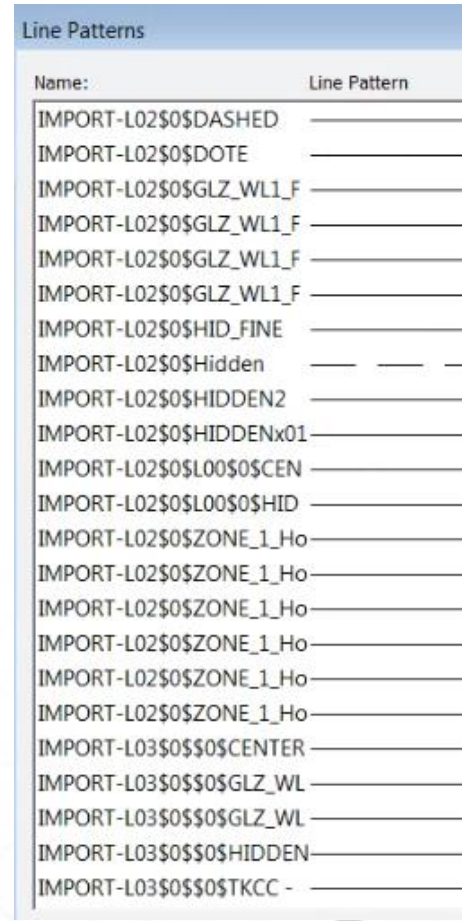 Line Patterns
Name: Line Pattern
IMPORT-L02$0$DASHED
IMPORT-L02$0$DOTE
IMPORT-L02$0$GLZ_WL1_F
IMPORT-L02$0$GLZ_WL1_F
IMPORT-L02$0$GLZ_WL1_F
IMPORT-L02$0$GLZ_WL1_F
IMPORT-L02$0$HID_FINE
IMPORT-L02$0$Hidden
IMPORT-L02$0$HIDDEN2
IMPORT-L02$0$HIDDENx01
IMPORT-L02$0$L00$0$CEN
IMPORT-L02$0$L00$0$HID
IMPORT-L02$0$ZONE_1_Ho
IMPORT-L02$0$ZONE_1_Ho
IMPORT-L02$0$ZONE_1_Ho
IMPORT-L02$0$ZONE_1_Ho
IMPORT-L02$0$ZONE_1_Ho
IMPORT-L02$0$ZONE_1_Ho
IMPORT-L03$0$$0$CENTER
IMPORT-L03$0$$0$GLZ_WL
IMPORT-L03$0$$0$GLZ_WL
IMPORT-L03$0$$0$HIDDEN
IMPORT-L03$0$$0$TKCC -